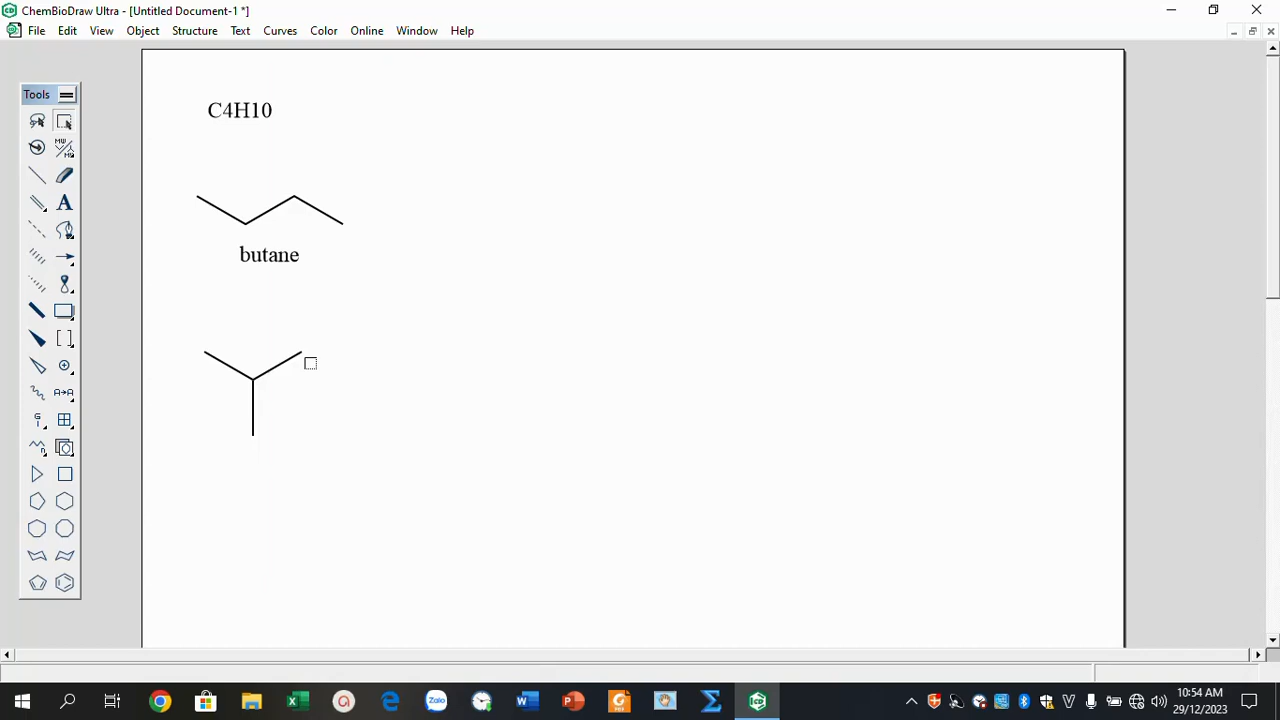 ChemBioDraw Ultra - [Untitled Document-1 *]
File Edit View Object Structure Text Curves Color Online Window Help
Tools
C4H10
butane
10:54 AM
29/12/2023